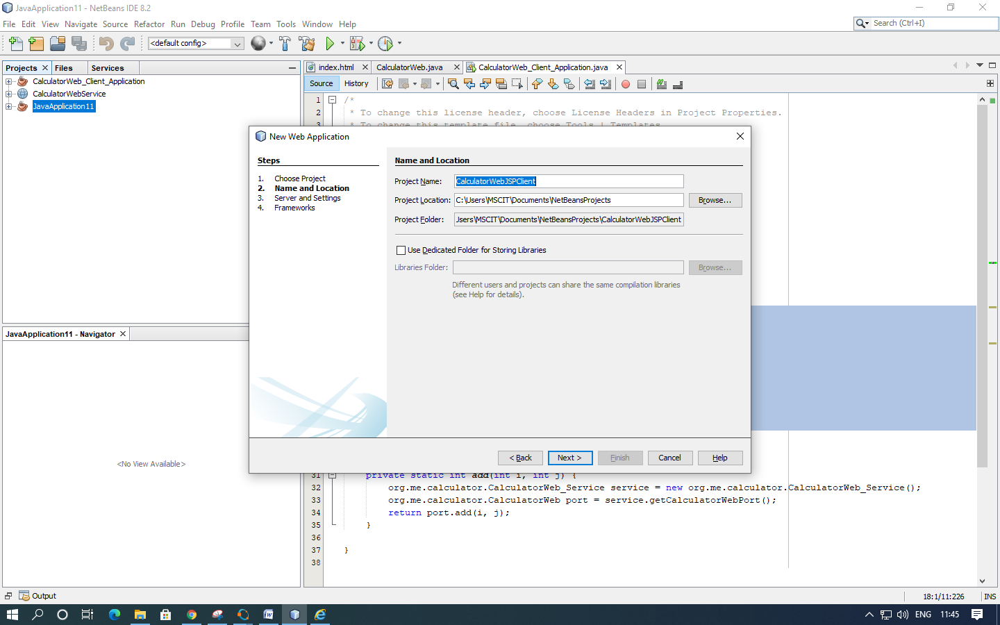 JavaApplication11 - NetBeans IDE 8.2
File Edit View Navigate Source Refactor Run Debug Profile Team Tools Window Help
Search (Ctrl+I)
<default config>
Projects
Files
Services
CalculatorWeb_Client_Application
CalculatorWebService
JavaApplication11
index.html
CalculatorWeb.java
CalculatorWeb_Client_Application.java
Source
History
1 /*
2 * To change this license header, choose License Headers in Project Properties.
3 * To change this template file, choose Tools | Templates
New Web Application
Steps
1. Choose Project
2. Name and Location
3. Server and Settings
4. Frameworks
Name and Location
Project Name: CalculatorWebJSPClient
Project Location: C:\Users\MSCIT\Documents\NetBeansProjects Browse...
Project Folder: Jsers\MSCIT\Documents\NetBeansProjects\CalculatorWebJSPClient
Use Dedicated Folder for Storing Libraries
Libraries Folder: Browse...
Different users and projects can share the same compilation libraries
(see Help for details).
< Back Next > Finish Cancel Help
JavaApplication11 - Navigator
<No View Available>
31 private static int add(int i, int j) {
32 org.me.calculator.CalculatorWeb_Service service = new org.me.calculator.CalculatorWeb_Service();
33 org.me.calculator.CalculatorWeb port = service.getCalculatorWebPort();
34 return port.add(i, j);
35 }
36
37 }
38
Output
18:1/11:226 INS
ENG 11:45